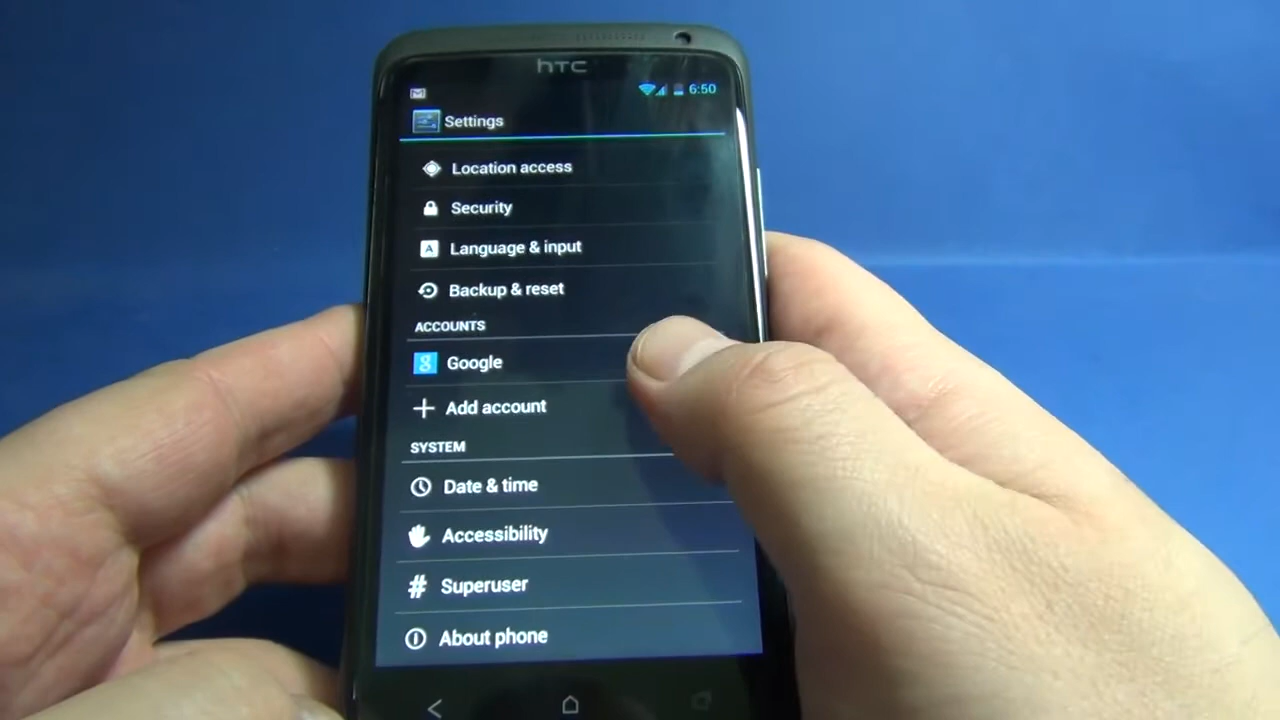 hTC
6:50
Settings
Location access
Security
A Language & input
Backup & reset
ACCOUNTS
g Google
Add account
SYSTEM
Date & time
Accessibility
# Superuser
About phone